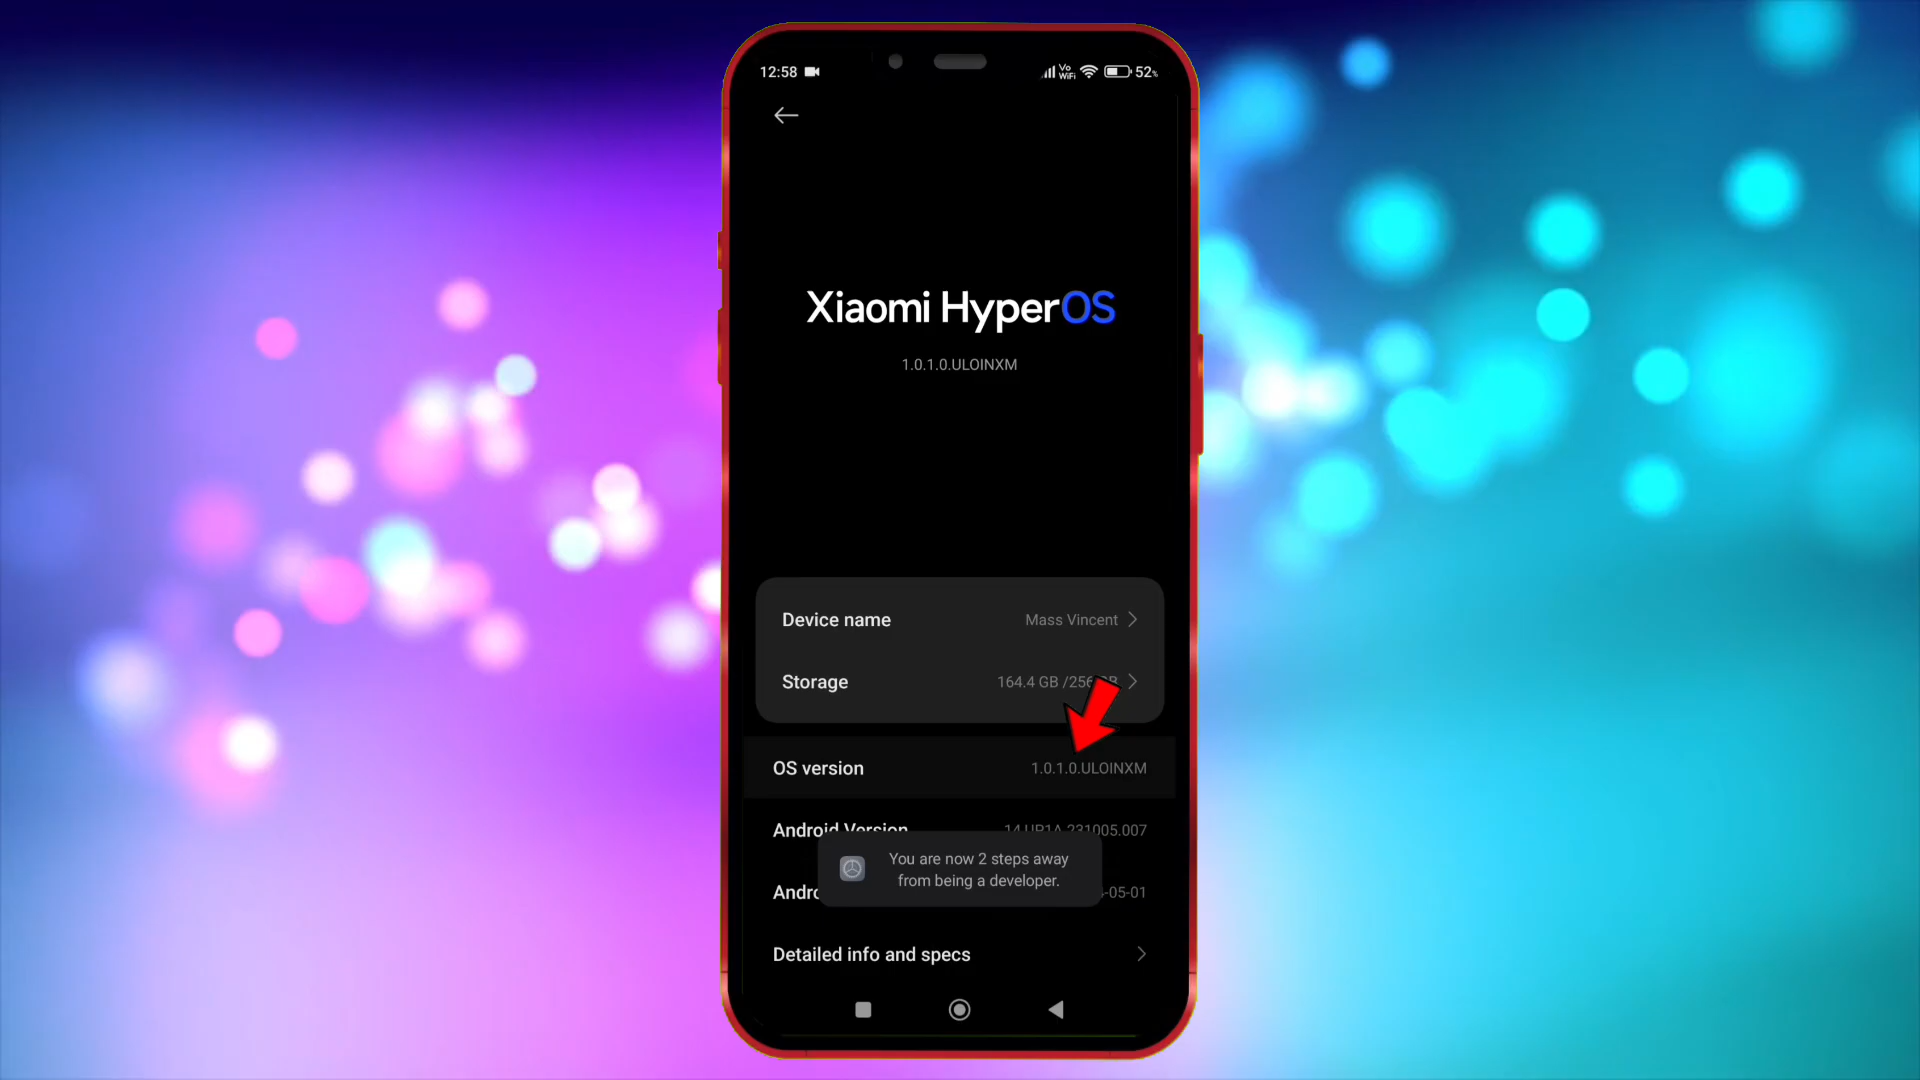 12:58
Vo
WiFi
52%
Xiaomi HyperOS
1.0.1.0.ULOINXM
Device name
Mass Vincent
Storage
164.4 GB /256 GB
OS version
1.0.1.0.ULOINXM
Android Version
14 UP1A.231005.007
You are now 2 steps away
from being a developer.
-05-01
Detailed info and specs